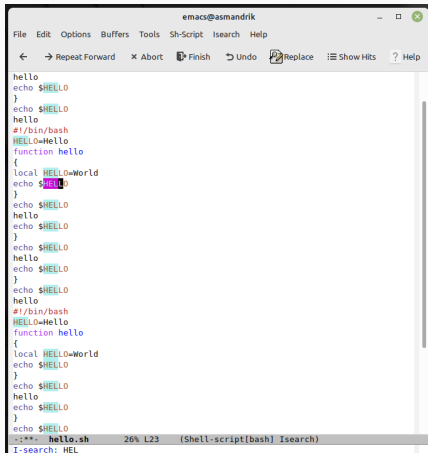 emacs@asmandrik
File Edit Options Buffers Tools Sh-Script Isearch Help
Repeat Forward Abort Finish Undo Replace Show Hits ? Help
hello
echo $HELLO
}
echo $HELLO
hello
#!/bin/bash
HELLO=Hello
function hello
{
local HELLO=World
echo $HELLO
}
echo $HELLO
hello
echo $HELLO
}
echo $HELLO
hello
echo $HELLO
}
echo $HELLO
hello
#!/bin/bash
HELLO=Hello
function hello
{
local HELLO=World
echo $HELLO
}
echo $HELLO
hello
echo $HELLO
}
echo $HELLO
-:**- hello.sh 26% L23 (Shell-script[bash] Isearch)
I-search: HEL